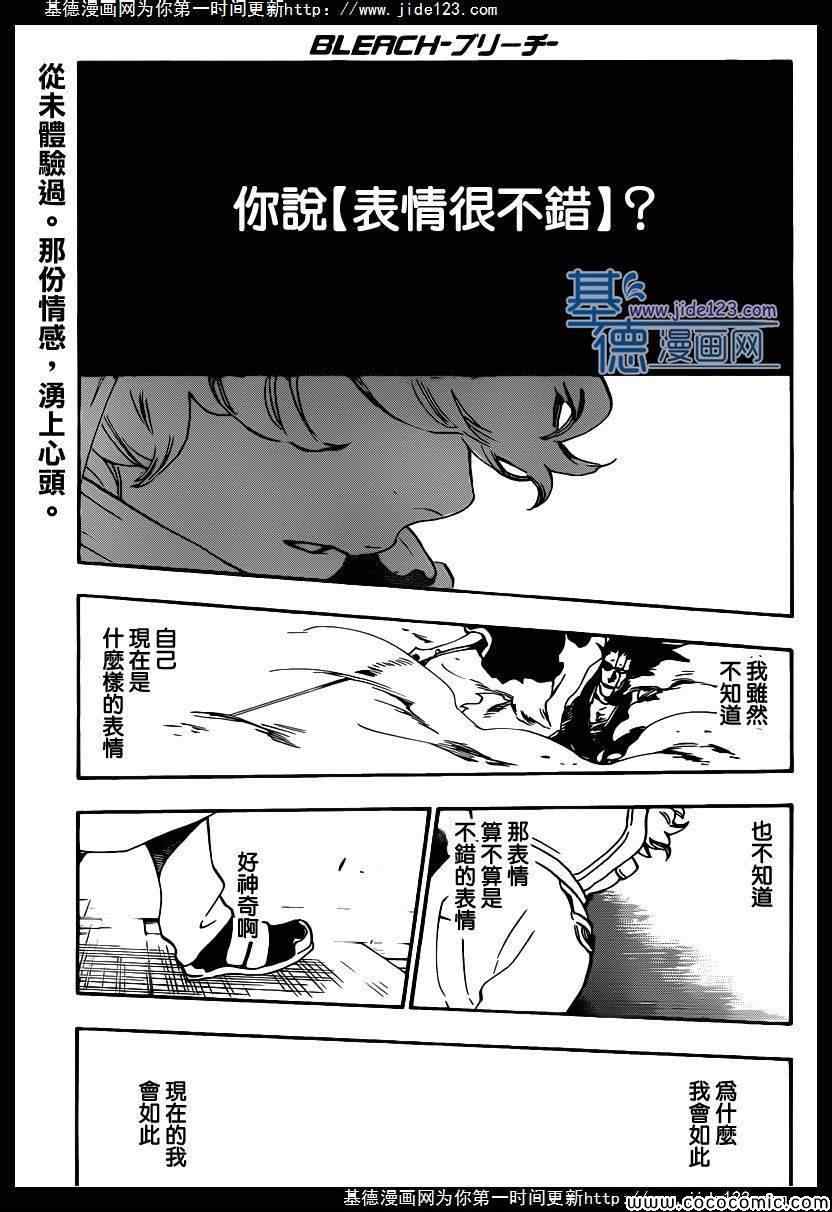 基德漫画网为你第一时间更新http：//www.jide123.com
BLEACH-ブリーチ-
從未體驗過。那份情感，湧上心頭。
你說【表情很不錯】？
基德漫画网
www.jide123.com
我雖然
不知道
自己
現在是
什麼樣的表情
也不知道
那表情
算不算是
不錯的表情
好神奇啊
爲什麼
我會如此
現在的我
會如此
基德漫画网为你第一时间更新http：//www.jide123.com
www.cococomic.com